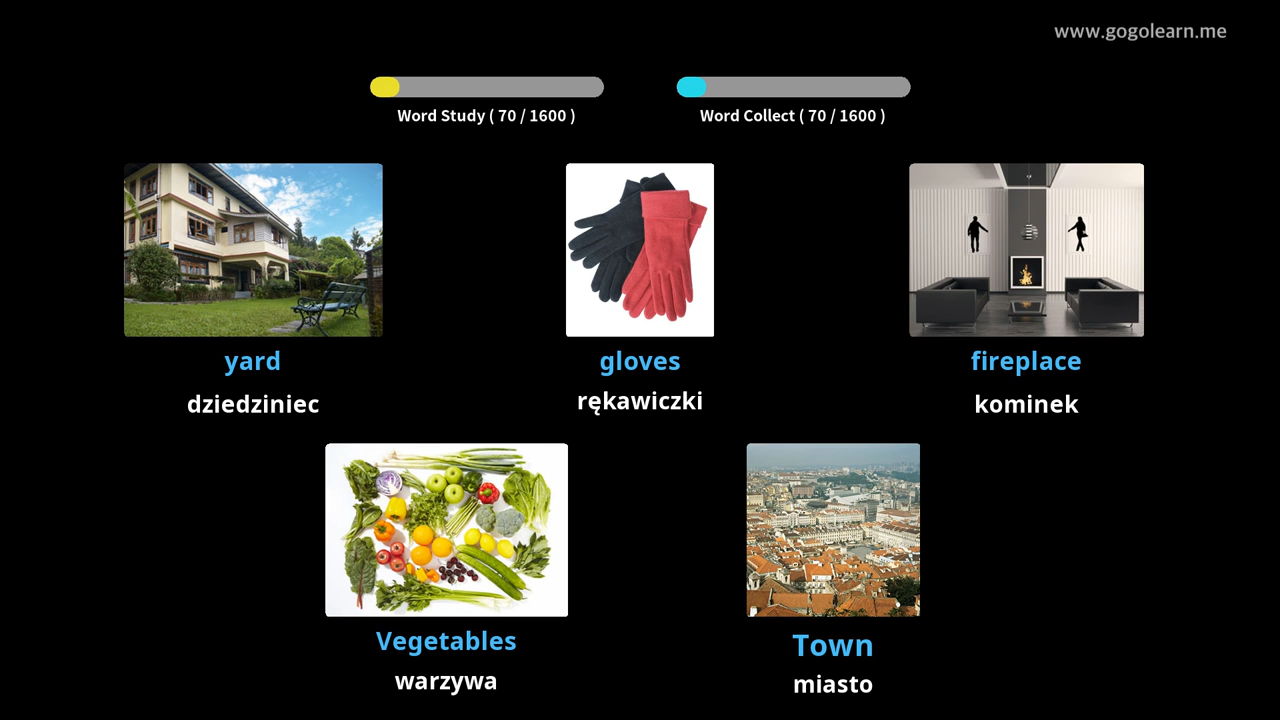 www.gogolearn.me
Word Study ( 70 / 1600 )
Word Collect ( 70 / 1600 )
yard
dziedziniec
gloves
rękawiczki
fireplace
kominek
Vegetables
warzywa
Town
miasto